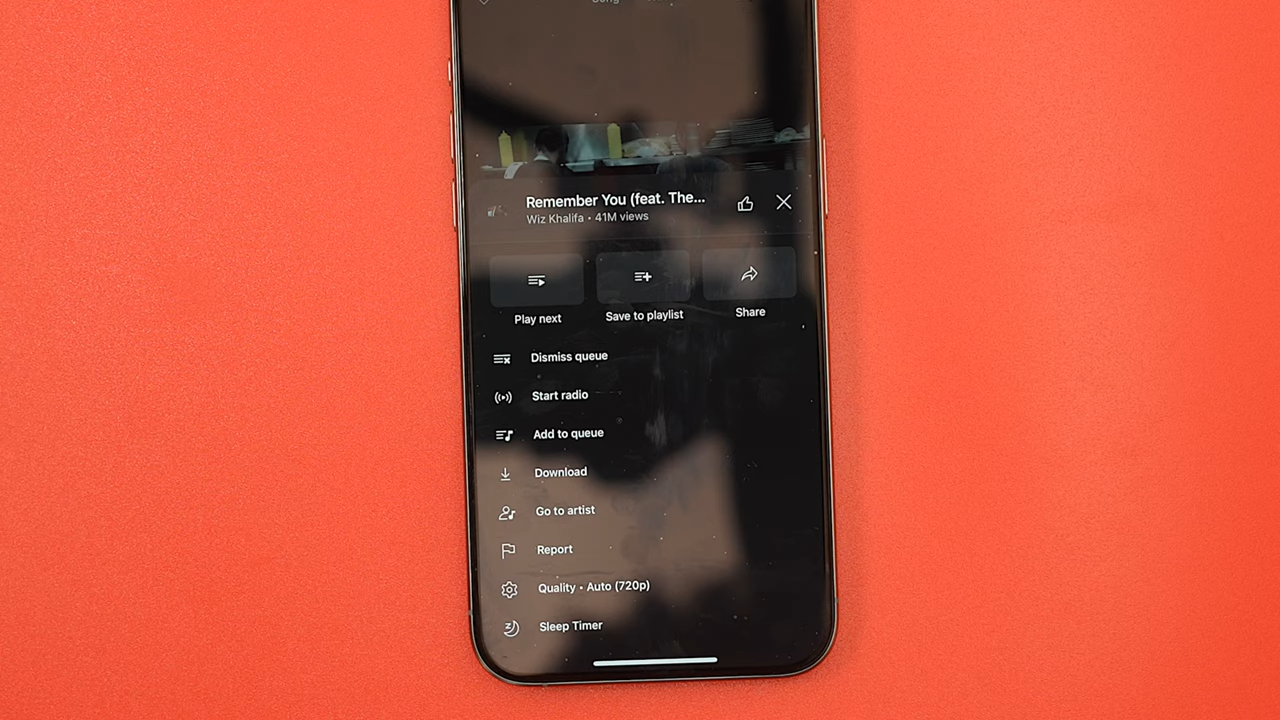 Remember You (feat. The...
Wiz Khalifa • 41M views
Play next
Save to playlist
Share
Dismiss queue
Start radio
Add to queue
Download
Go to artist
Report
Quality • Auto (720p)
Sleep Timer